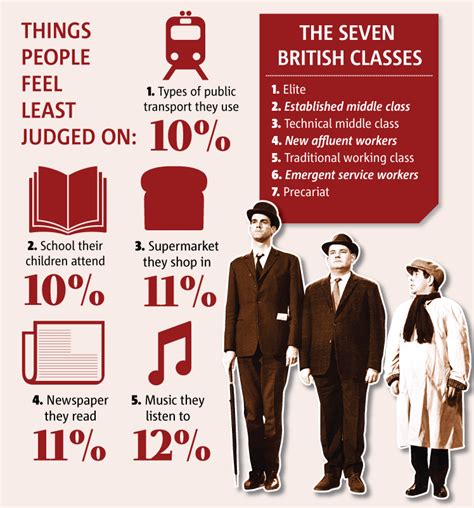 THINGS
PEOPLE
FEEL
LEAST
JUDGED ON:
1. Types of public
transport they use
10%
2. School their
children attend
10%
3. Supermarket
they shop in
11%
4. Newspaper
they read
11%
5. Music they
listen to
12%
THE SEVEN
BRITISH CLASSES
1. Elite
2. Established middle class
3. Technical middle class
4. New affluent workers
5. Traditional working class
6. Emergent service workers
7. Precariat